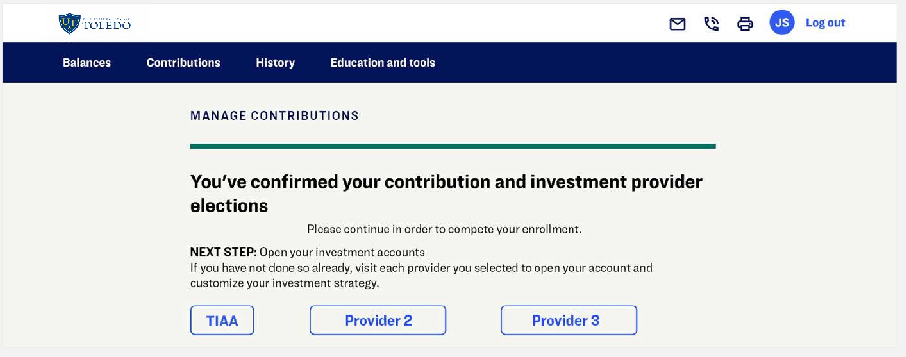 UT
TOLEDO
JS
Log out
Balances
Contributions
History
Education and tools
MANAGE CONTRIBUTIONS
You've confirmed your contribution and investment provider
elections
Please continue in order to compete your enrollment.
NEXT STEP: Open your investment accounts
If you have not done so already, visit each provider you selected to open your account and
customize your investment strategy.
TIAA
Provider 2
Provider 3